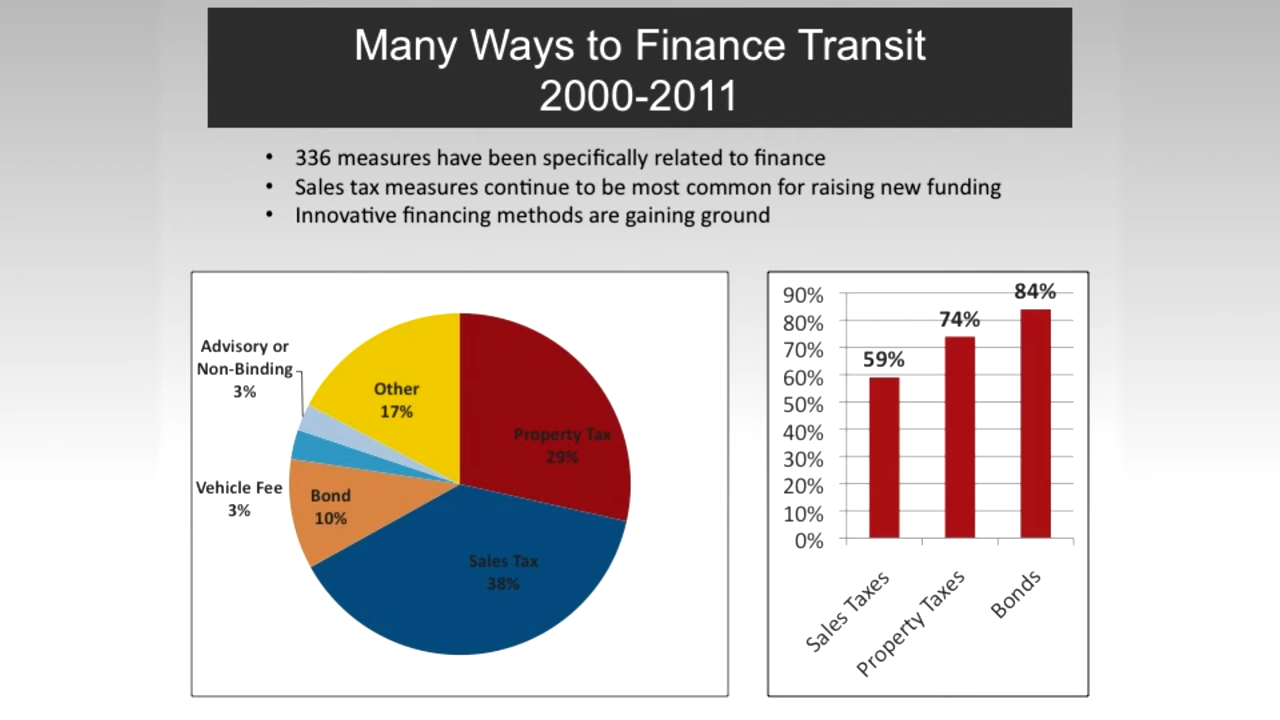 Many Ways to Finance Transit
2000-2011
• 336 measures have been specifically related to finance
• Sales tax measures continue to be most common for raising new funding
• Innovative financing methods are gaining ground
Advisory or
Non-Binding
3%
Other
17%
Property Tax
29%
Vehicle Fee
3%
Bond
10%
Sales Tax
38%
90%
80%
70%
60%
50%
40%
30%
20%
10%
0%
59%
74%
84%
Sales Taxes
Property Taxes
Bonds